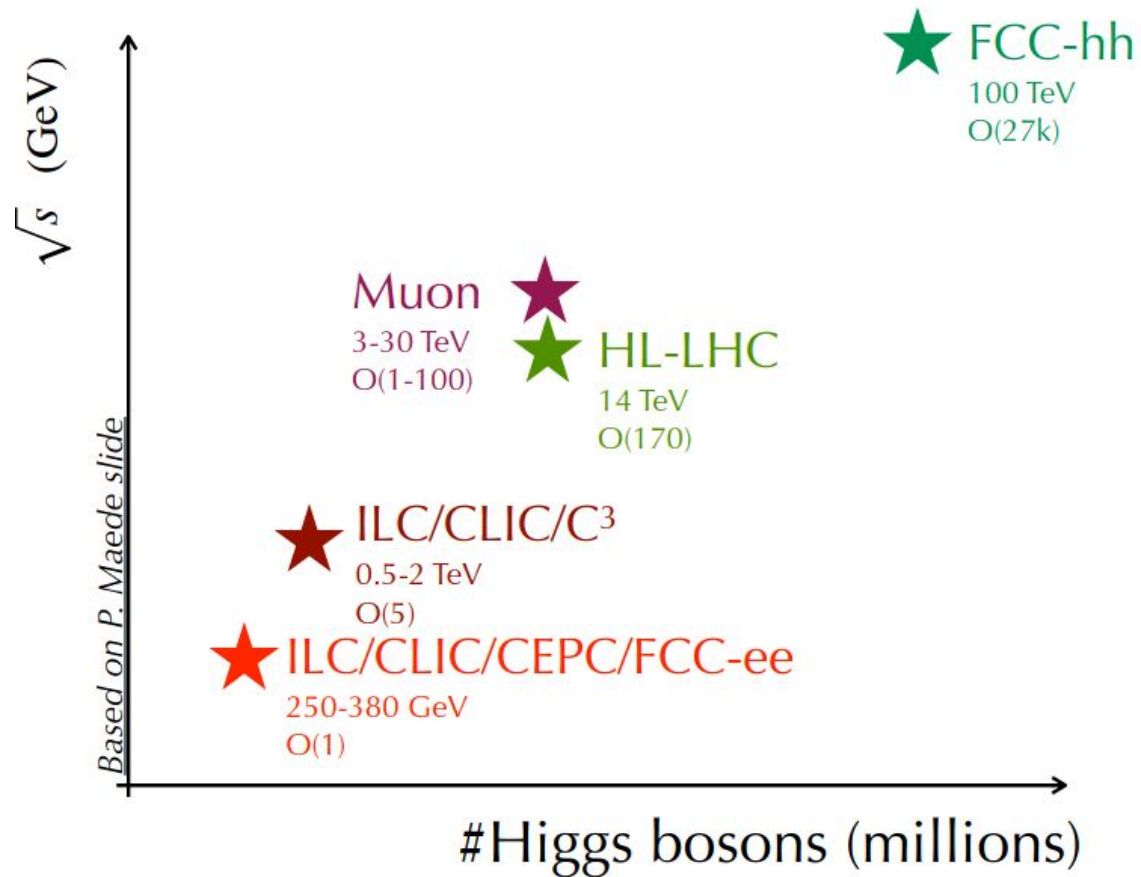 √s (GeV)
FCC-hh
100 TeV
O(27k)
Muon
3-30 TeV
O(1-100)
HL-LHC
14 TeV
O(170)
ILC/CLIC/C³
0.5-2 TeV
O(5)
ILC/CLIC/CEPC/FCC-ee
250-380 GeV
O(1)
Based on P. Maede slide
#Higgs bosons (millions)